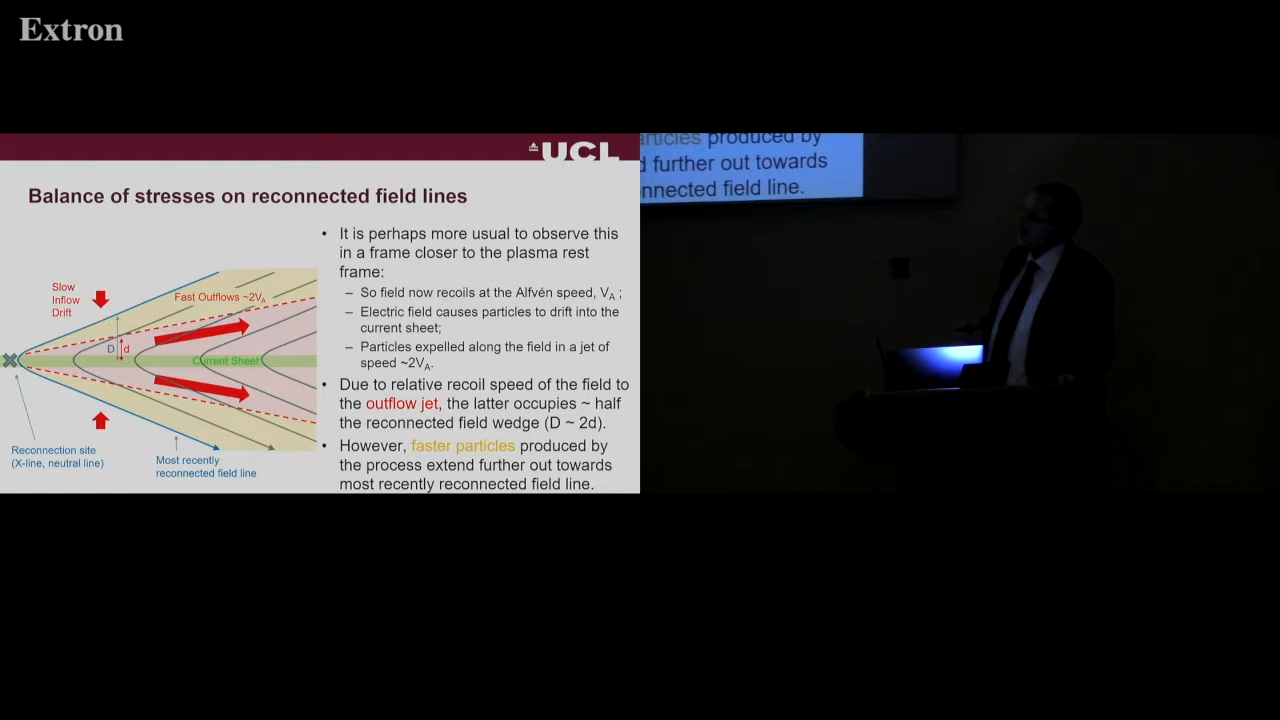 Extron
UCL
Balance of stresses on reconnected field lines
• It is perhaps more usual to observe this
in a frame closer to the plasma rest
frame:
– So field now recoils at the Alfvén speed, VA ;
– Electric field causes particles to drift into the
current sheet;
– Particles expelled along the field in a jet of
speed ~2VA.
• Due to relative recoil speed of the field to
the outflow jet, the latter occupies ~ half
the reconnected field wedge (D ~ 2d).
• However, faster particles produced by
the process extend further out towards
most recently reconnected field line.
Slow
Inflow
Drift
Fast Outflows ~2VA
D
d
Current Sheet
Reconnection site
(X-line, neutral line)
Most recently
reconnected field line
articles produced by
d further out towards
nnected field line.